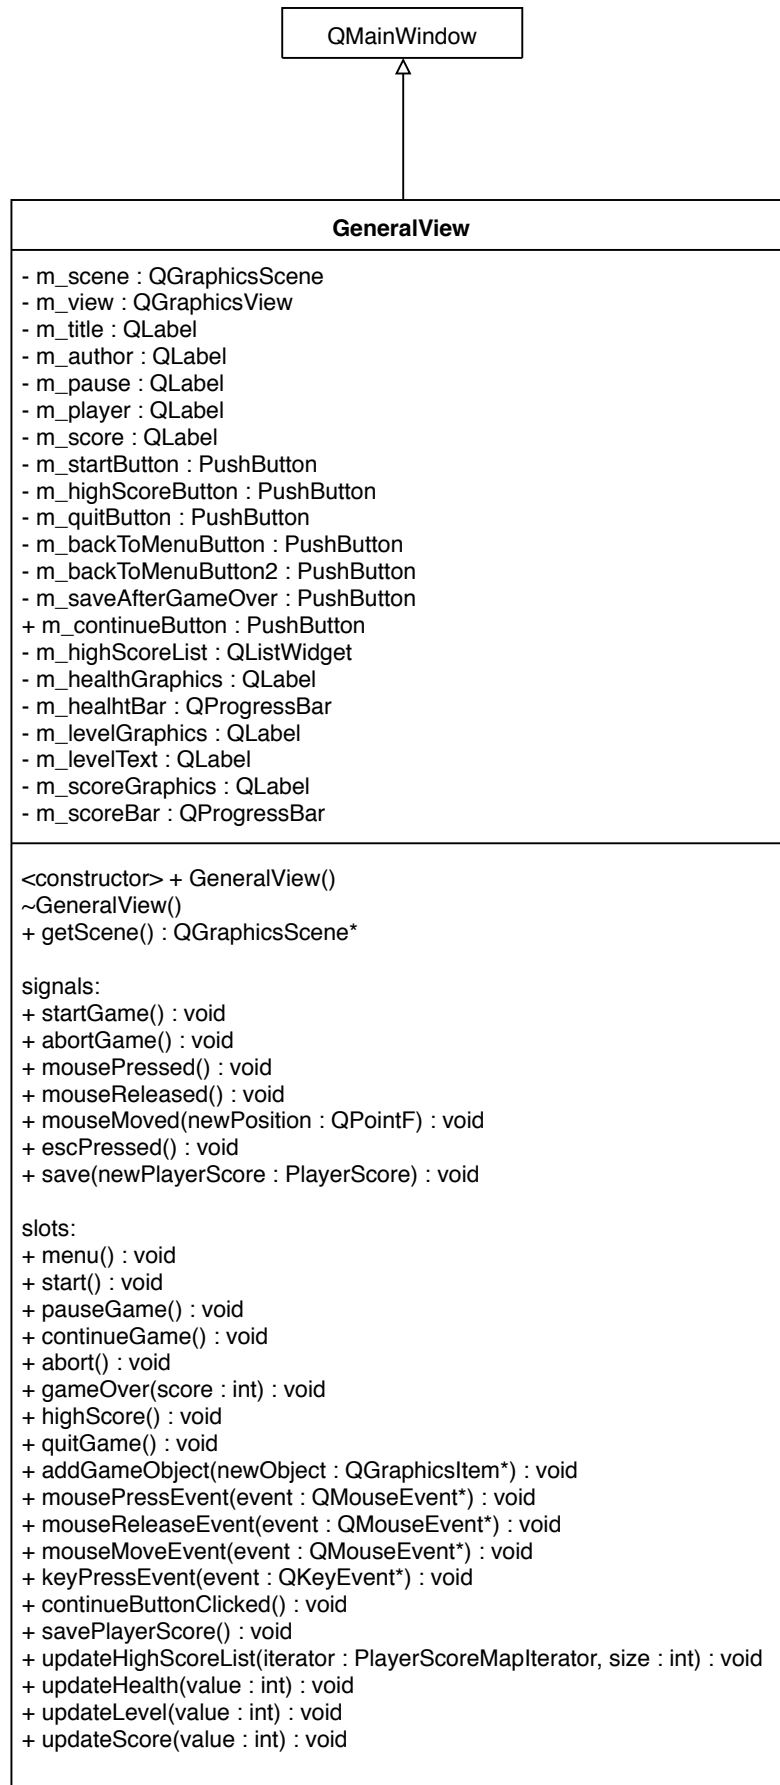 QMainWindow
GeneralView
- m_scene : QGraphicsScene
- m_view : QGraphicsView
- m_title : QLabel
- m_author : QLabel
- m_pause : QLabel
- m_player : QLabel
- m_score : QLabel
- m_startButton : PushButton
- m_highScoreButton : PushButton
- m_quitButton : PushButton
- m_backToMenuButton : PushButton
- m_backToMenuButton2 : PushButton
- m_saveAfterGameOver : PushButton
+ m_continueButton : PushButton
- m_highScoreList : QListWidget
- m_healthGraphics : QLabel
- m_healhtBar : QProgressBar
- m_levelGraphics : QLabel
- m_levelText : QLabel
- m_scoreGraphics : QLabel
- m_scoreBar : QProgressBar
<constructor> + GeneralView()
~GeneralView()
+ getScene() : QGraphicsScene*
signals:
+ startGame() : void
+ abortGame() : void
+ mousePressed() : void
+ mouseReleased() : void
+ mouseMoved(newPosition : QPointF) : void
+ escPressed() : void
+ save(newPlayerScore : PlayerScore) : void
slots:
+ menu() : void
+ start() : void
+ pauseGame() : void
+ continueGame() : void
+ abort() : void
+ gameOver(score : int) : void
+ highScore() : void
+ quitGame() : void
+ addGameObject(newObject : QGraphicsItem*) : void
+ mousePressEvent(event : QMouseEvent*) : void
+ mouseReleaseEvent(event : QMouseEvent*) : void
+ mouseMoveEvent(event : QMouseEvent*) : void
+ keyPressEvent(event : QKeyEvent*) : void
+ continueButtonClicked() : void
+ savePlayerScore() : void
+ updateHighScoreList(iterator : PlayerScoreMapIterator, size : int) : void
+ updateHealth(value : int) : void
+ updateLevel(value : int) : void
+ updateScore(value : int) : void